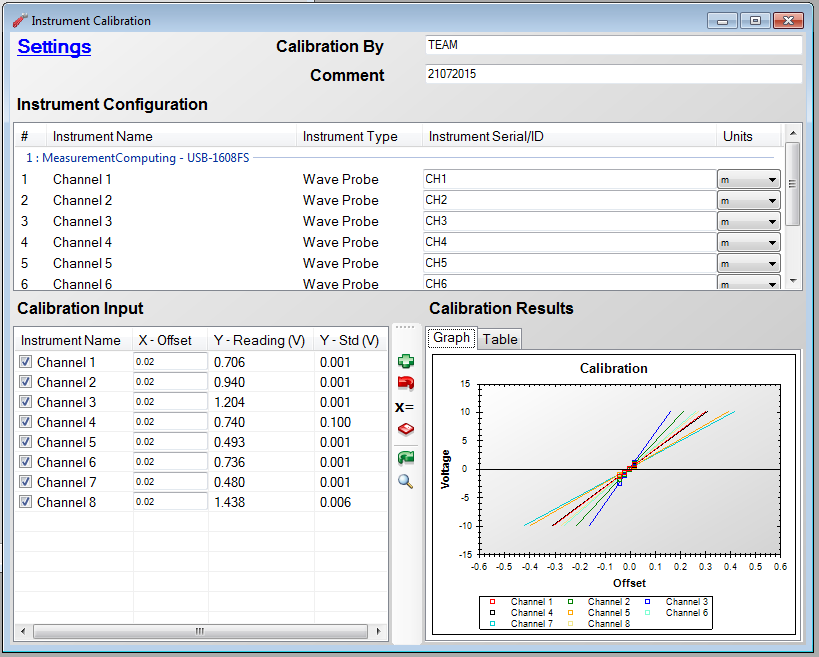 Instrument Calibration
Settings
Calibration By
TEAM
Comment
21072015
Instrument Configuration
# Instrument Name Instrument Type Instrument Serial/ID Units
1 : MeasurementComputing - USB-1608FS
1 Channel 1 Wave Probe CH1 m
2 Channel 2 Wave Probe CH2 m
3 Channel 3 Wave Probe CH3 m
4 Channel 4 Wave Probe CH4 m
5 Channel 5 Wave Probe CH5 m
6 Channel 6 Wave Probe CH6 m
Calibration Input
Instrument Name X - Offset Y - Reading (V) Y - Std (V)
Channel 1 0.02 0.706 0.001
Channel 2 0.02 0.940 0.001
Channel 3 0.02 1.204 0.001
Channel 4 0.02 0.740 0.100
Channel 5 0.02 0.493 0.001
Channel 6 0.02 0.736 0.001
Channel 7 0.02 0.480 0.001
Channel 8 0.02 1.438 0.006
X=
Calibration Results
Graph Table
Calibration
Voltage
15
10
5
0
-5
-10
-15
-0.6 -0.5 -0.4 -0.3 -0.2 -0.1 0.0 0.1 0.2 0.3 0.4 0.5 0.6
Offset
Channel 1 Channel 2 Channel 3
Channel 4 Channel 5 Channel 6
Channel 7 Channel 8